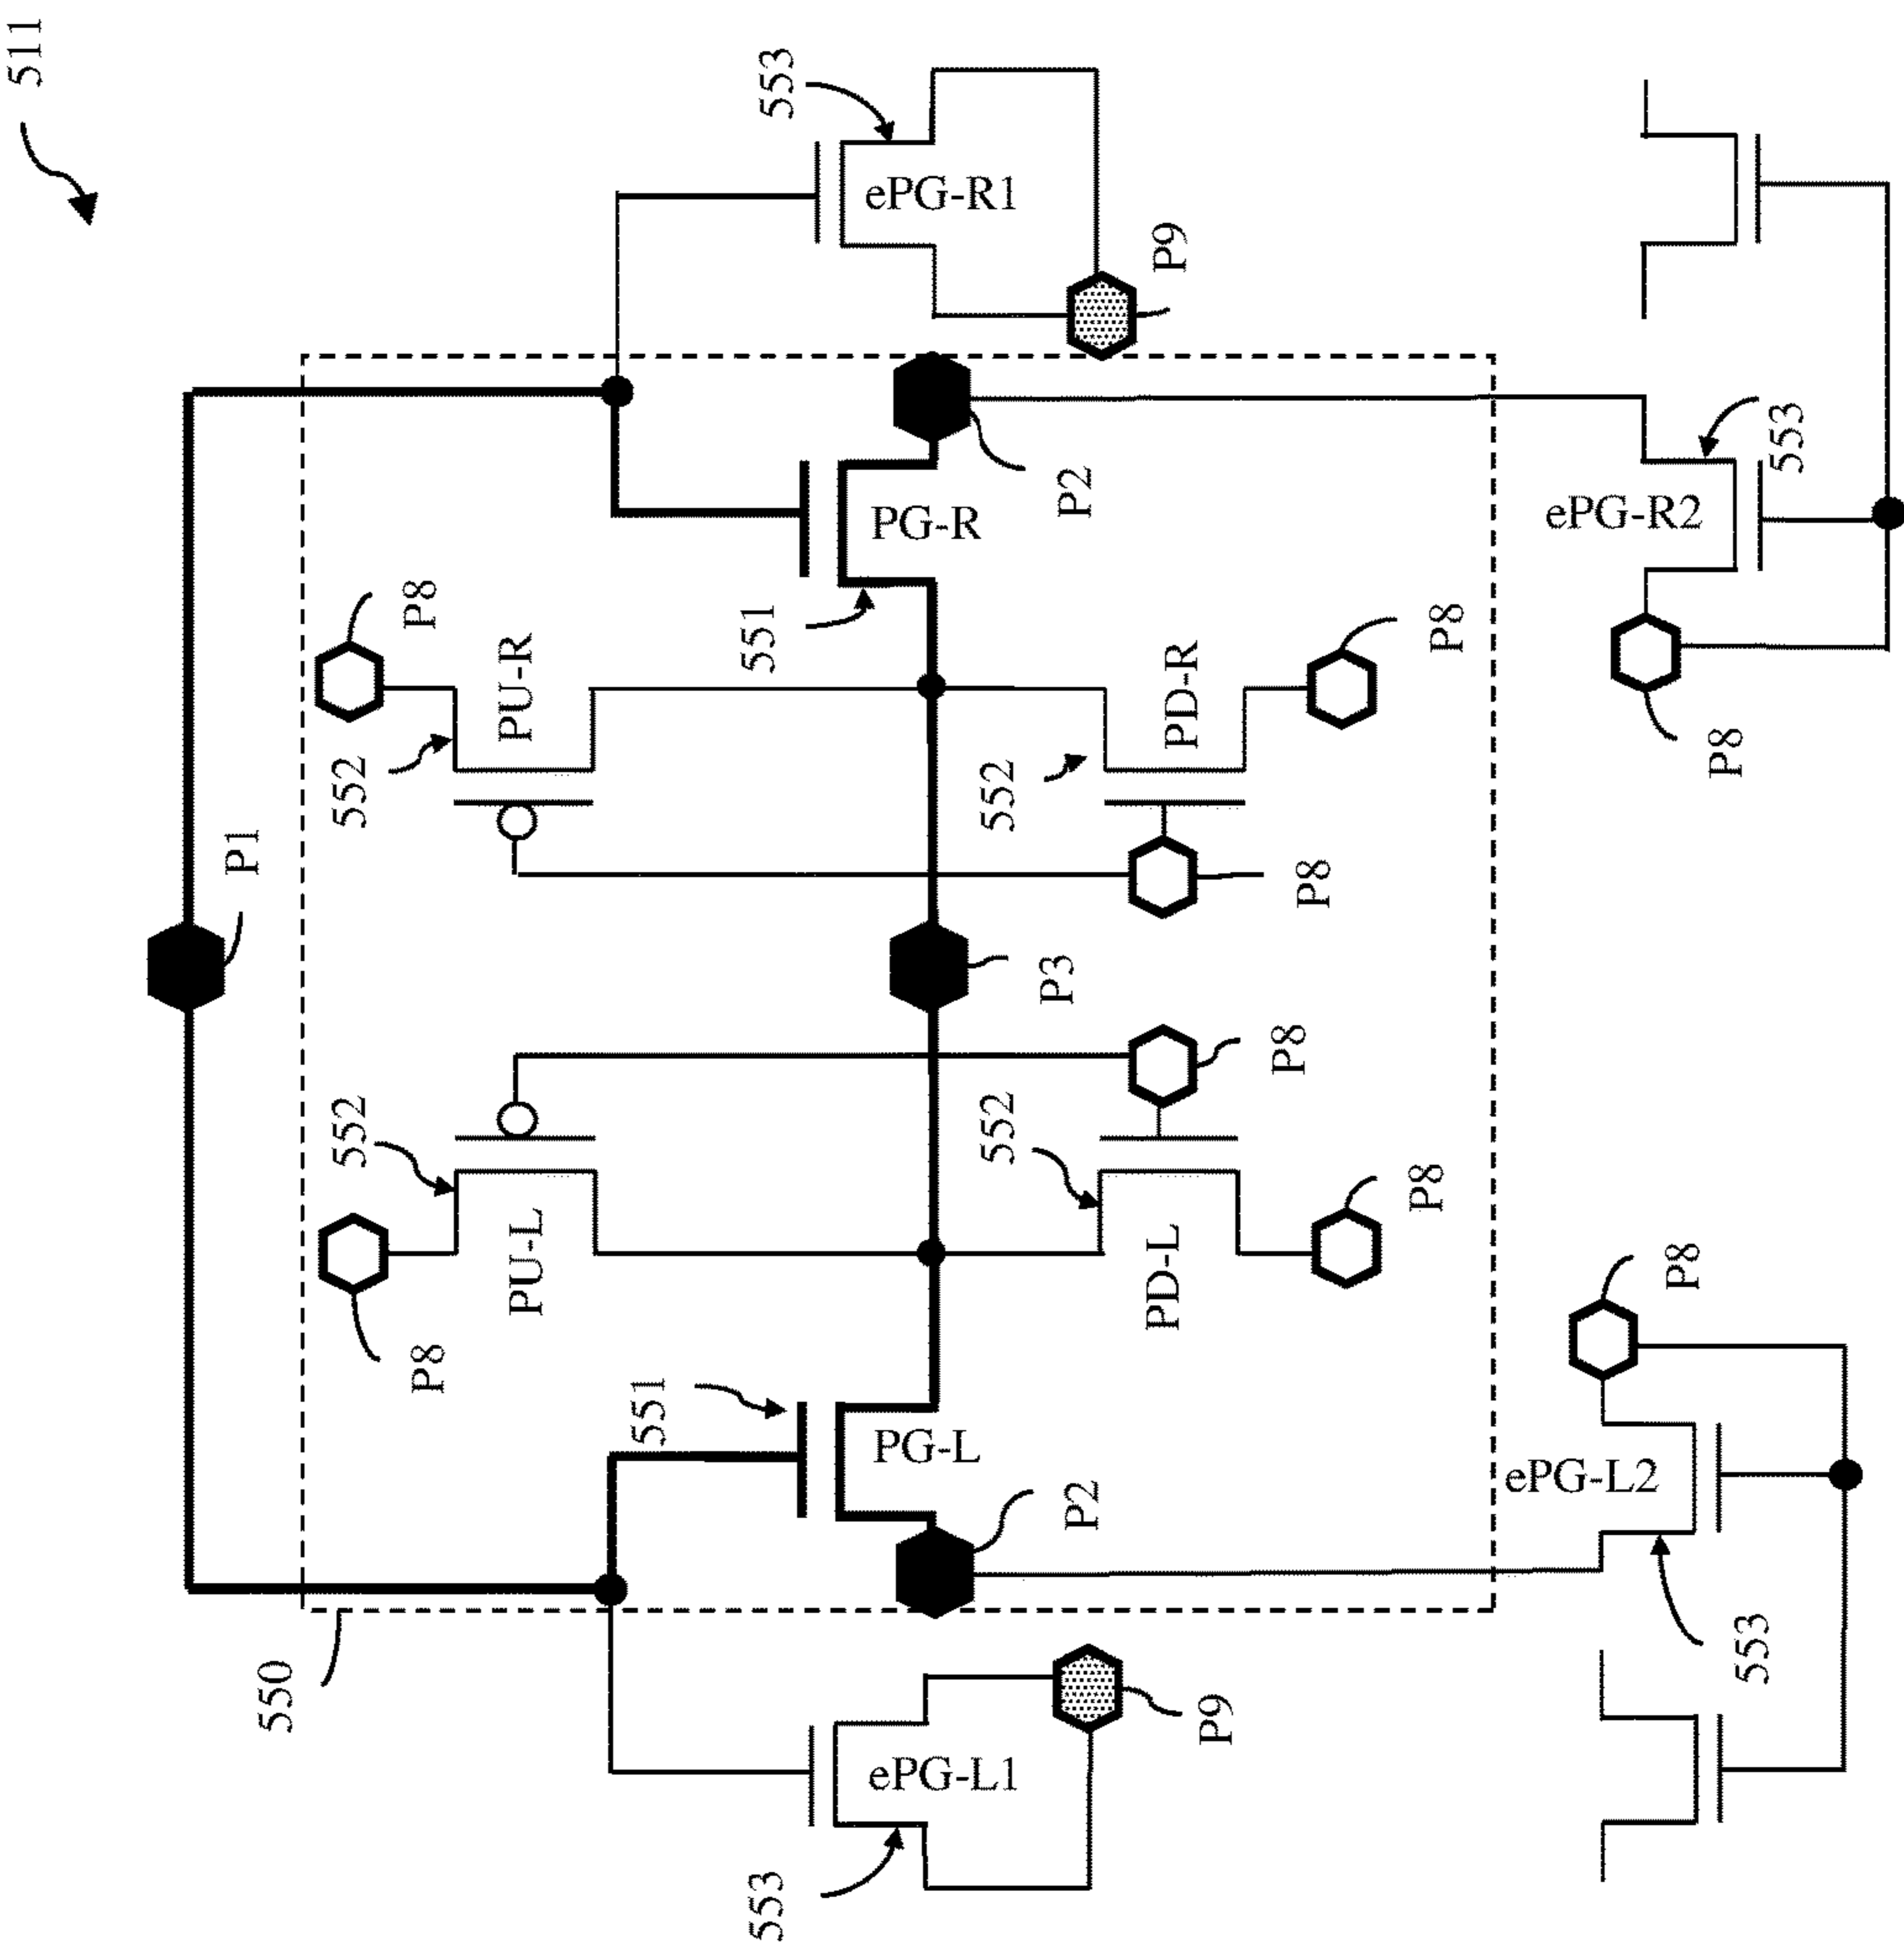 511
553
ePG-R1
P9
P1
P8
PU-R
552
551
PG-R
P2
552
PD-R
P8
P8
553
ePG-R2
P8
P3
552
PU-L
P8
P8
552
PD-L
P8
551
PG-L
P2
P8
ePG-L2
553
550
ePG-L1
P9
553